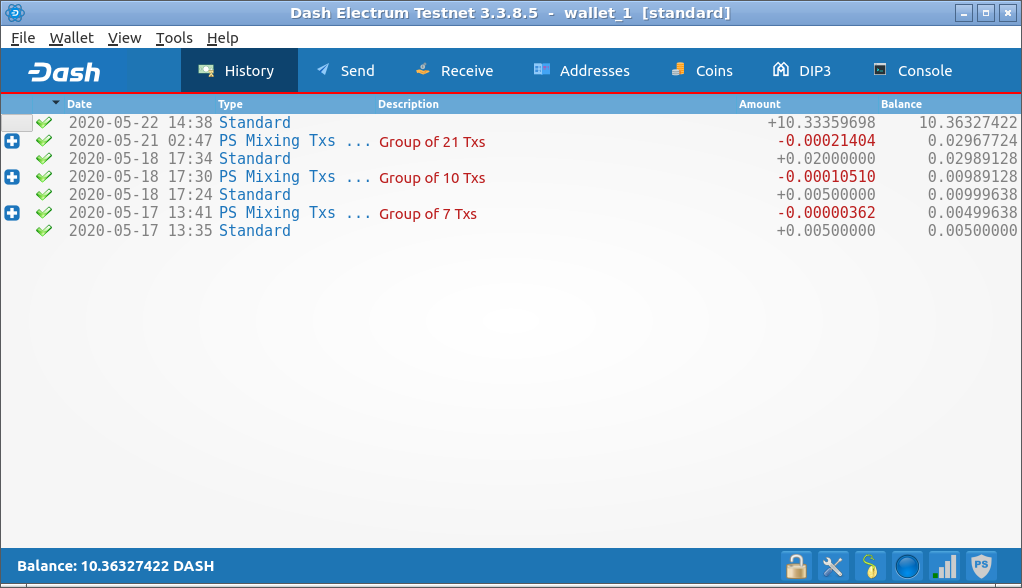 Dash Electrum Testnet 3.3.8.5 - wallet_1 [standard]
File Wallet View Tools Help
Dash History Send Receive Addresses Coins DIP3 Console
Date Type Description Amount Balance
2020-05-22 14:38 Standard +10.33359698 10.36327422
2020-05-21 02:47 PS Mixing Txs ... Group of 21 Txs -0.00021404 0.02967724
2020-05-18 17:34 Standard +0.02000000 0.02989128
2020-05-18 17:30 PS Mixing Txs ... Group of 10 Txs -0.00010510 0.00989128
2020-05-18 17:24 Standard +0.00500000 0.00999638
2020-05-17 13:41 PS Mixing Txs ... Group of 7 Txs -0.00000362 0.00499638
2020-05-17 13:35 Standard +0.00500000 0.00500000
Balance: 10.36327422 DASH PS